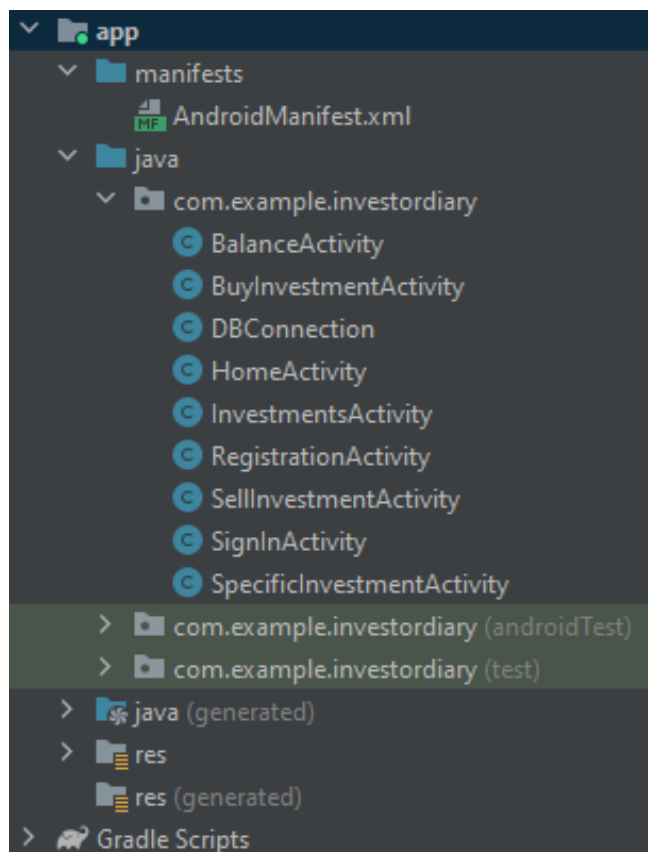 app
manifests
MF AndroidManifest.xml
java
com.example.investordiary
C BalanceActivity
C BuyInvestmentActivity
C DBConnection
C HomeActivity
C InvestmentsActivity
C RegistrationActivity
C SellInvestmentActivity
C SignInActivity
C SpecificInvestmentActivity
com.example.investordiary (androidTest)
com.example.investordiary (test)
java (generated)
res
res (generated)
Gradle Scripts